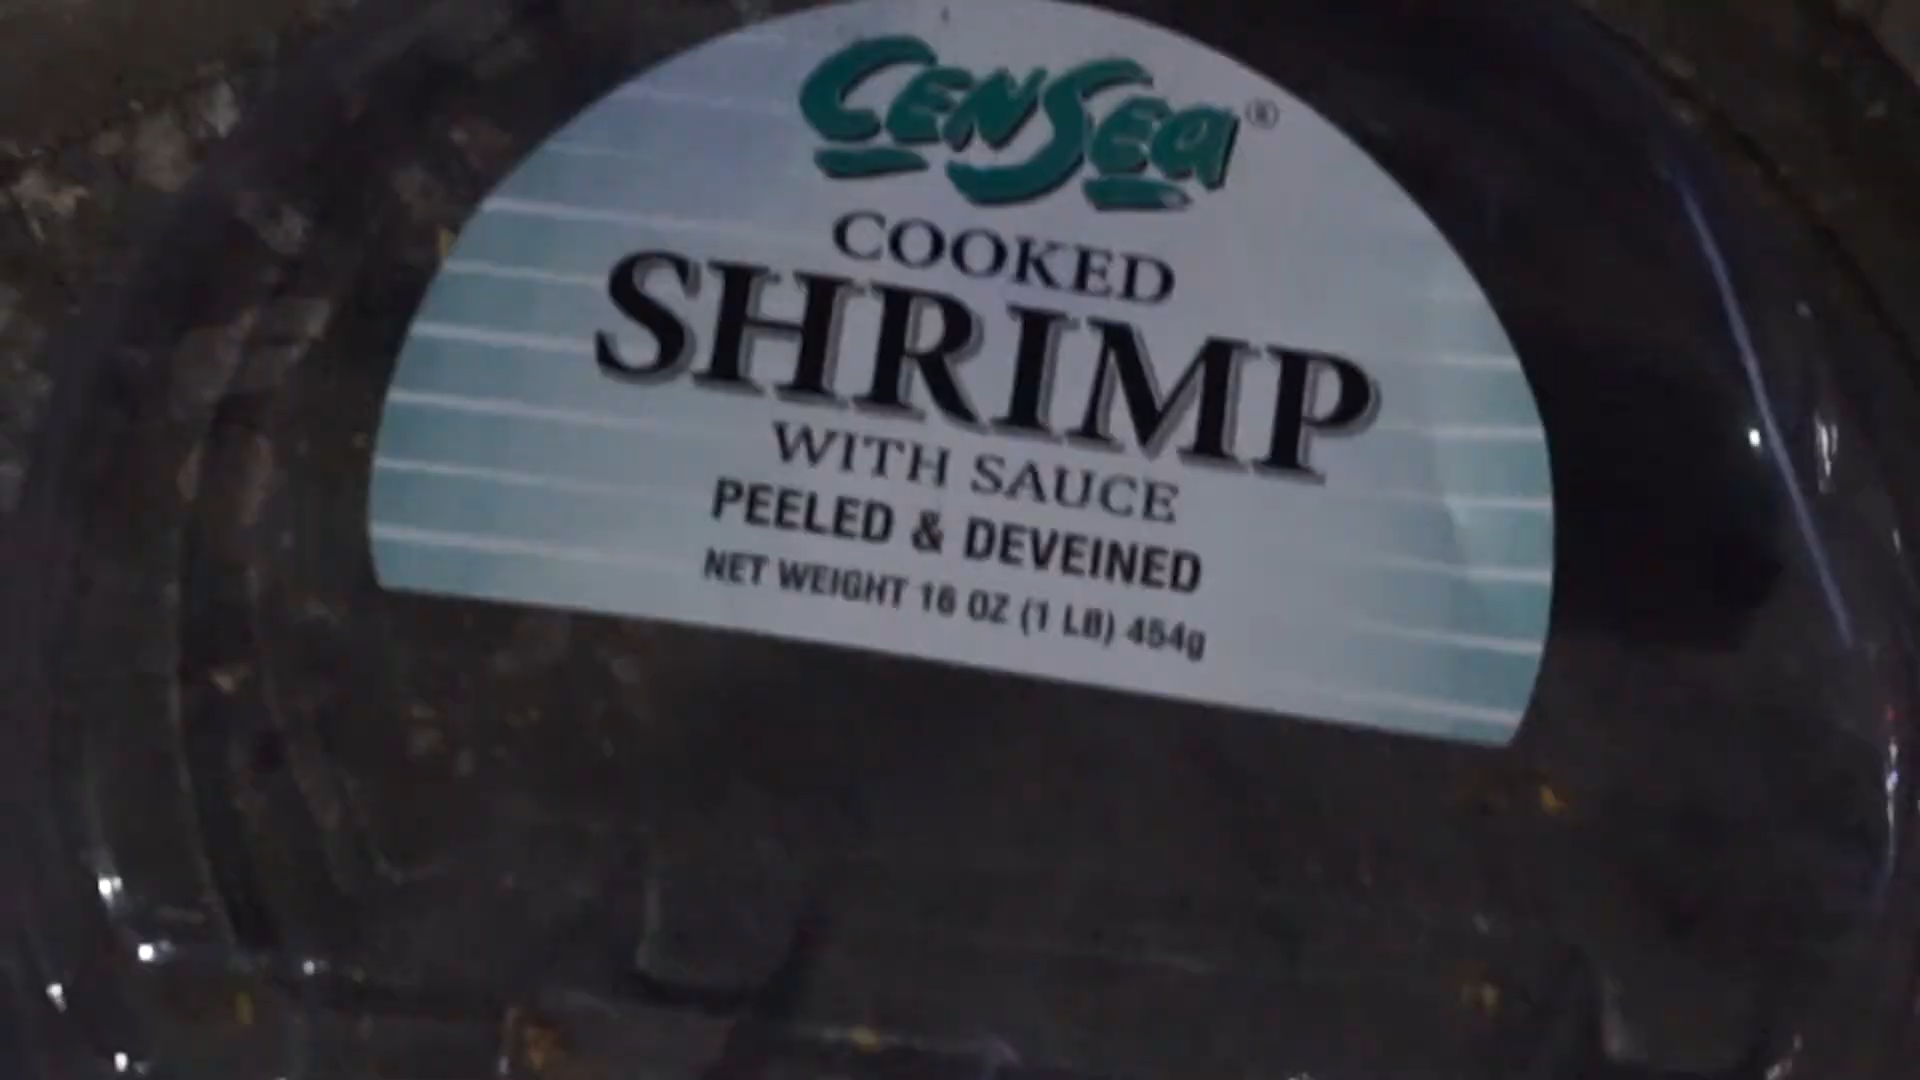 CenSea®
COOKED
SHRIMP
WITH SAUCE
PEELED & DEVEINED
NET WEIGHT 16 OZ (1 LB) 454g